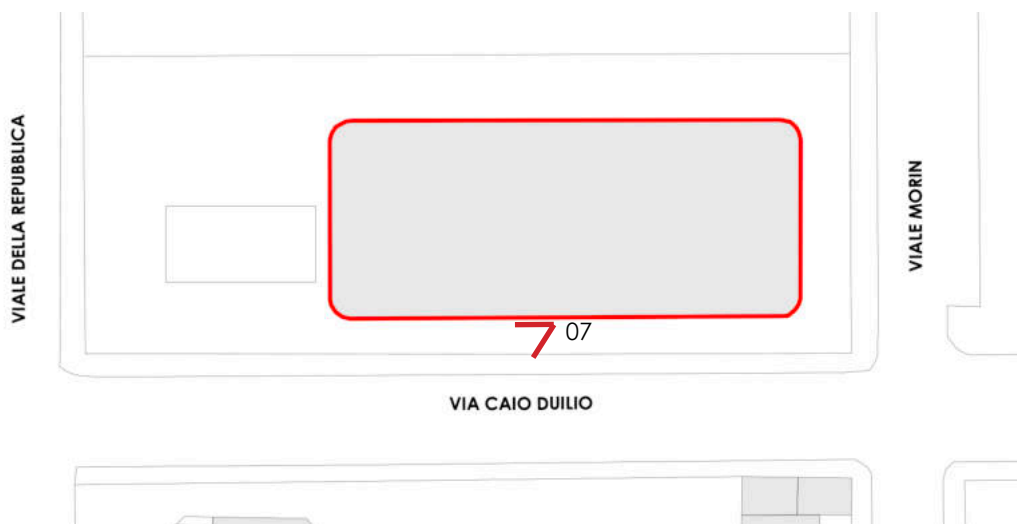 VIALE DELLA REPUBBLICA
VIALE MORIN
07
VIA CAIO DUILIO